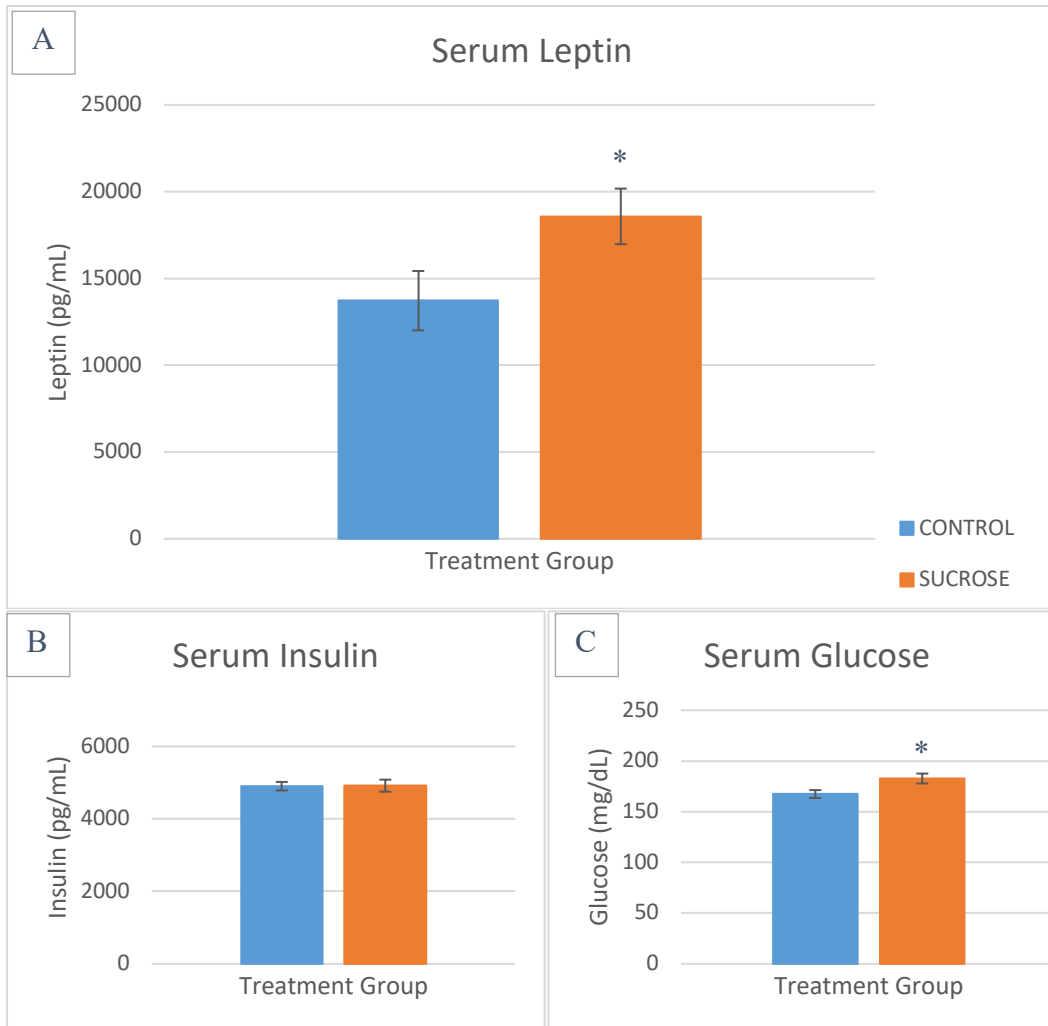 A
Serum Leptin
25000
*
20000
15000
10000
5000
0
Leptin (pg/mL)
Treatment Group
CONTROL
SUCROSE
B
Serum Insulin
6000
4000
2000
0
Insulin (pg/mL)
Treatment Group
C
Serum Glucose
250
*
200
150
100
50
0
Glucose (mg/dL)
Treatment Group